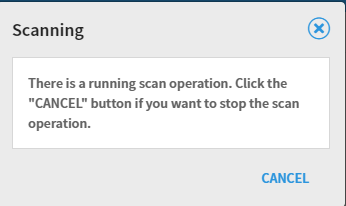 Scanning
There is a running scan operation. Click the
"CANCEL" button if you want to stop the scan
operation.
CANCEL